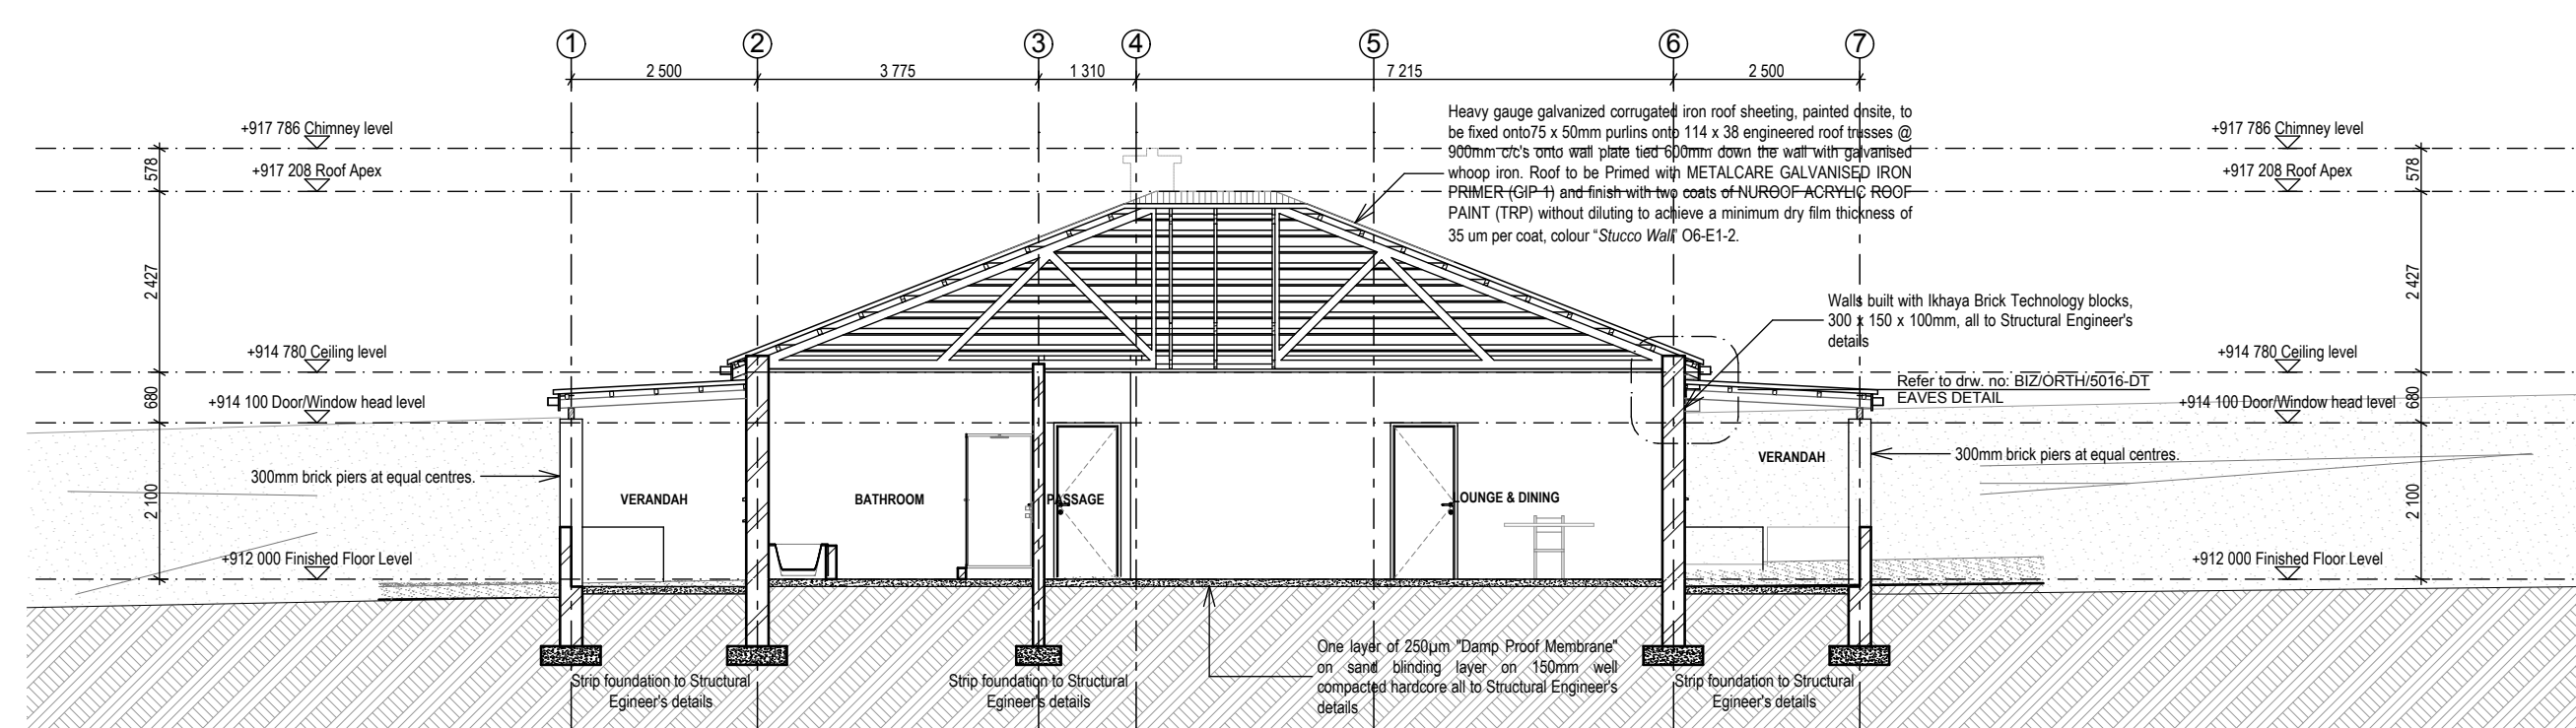 1
2
3
4
5
6
7
2 500
3 775
1 310
7 215
2 500
Heavy gauge galvanized corrugated iron roof sheeting, painted onsite, to
be fixed onto75 x 50mm purlins onto 114 x 38 engineered roof trusses @
900mm c/c's onto wall plate tied 600mm down the wall with galvanised
whoop iron. Roof to be Primed with METALCARE GALVANISED IRON
PRIMER (GIP 1) and finish with two coats of NUROOF ACRYLIC ROOF
PAINT (TRP) without diluting to achieve a minimum dry film thickness of
35 um per coat, colour "Stucco Wall" O6-E1-2.
+917 786 Chimney level
578
+917 208 Roof Apex
2 427
+914 780 Ceiling level
680
+914 100 Door/Window head level
2 100
+912 000 Finished Floor Level
+917 786 Chimney level
578
+917 208 Roof Apex
2 427
+914 780 Ceiling level
680
+914 100 Door/Window head level
2 100
+912 000 Finished Floor Level
Walls built with Ikhaya Brick Technology blocks,
300 x 150 x 100mm, all to Structural Engineer's
details
Refer to drw. no: BIZ/ORTH/5016-DT
EAVES DETAIL
300mm brick piers at equal centres.
VERANDAH
BATHROOM
PASSAGE
LOUNGE & DINING
VERANDAH
300mm brick piers at equal centres.
One layer of 250µm "Damp Proof Membrane"
on sand blinding layer on 150mm well
compacted hardcore all to Structural Engineer's
details
Strip foundation to Structural
Egineer's details
Strip foundation to Structural
Egineer's details
Strip foundation to Structural
Egineer's details